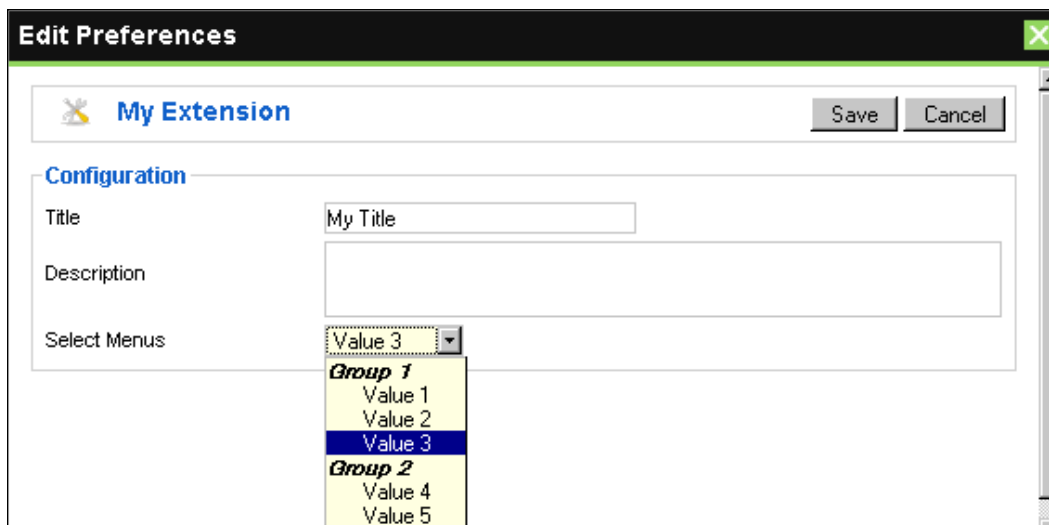 Edit Preferences
My Extension
Save Cancel
Configuration
Title My Title
Description
Select Menus Value 3
Group 1
Value 1
Value 2
Value 3
Group 2
Value 4
Value 5